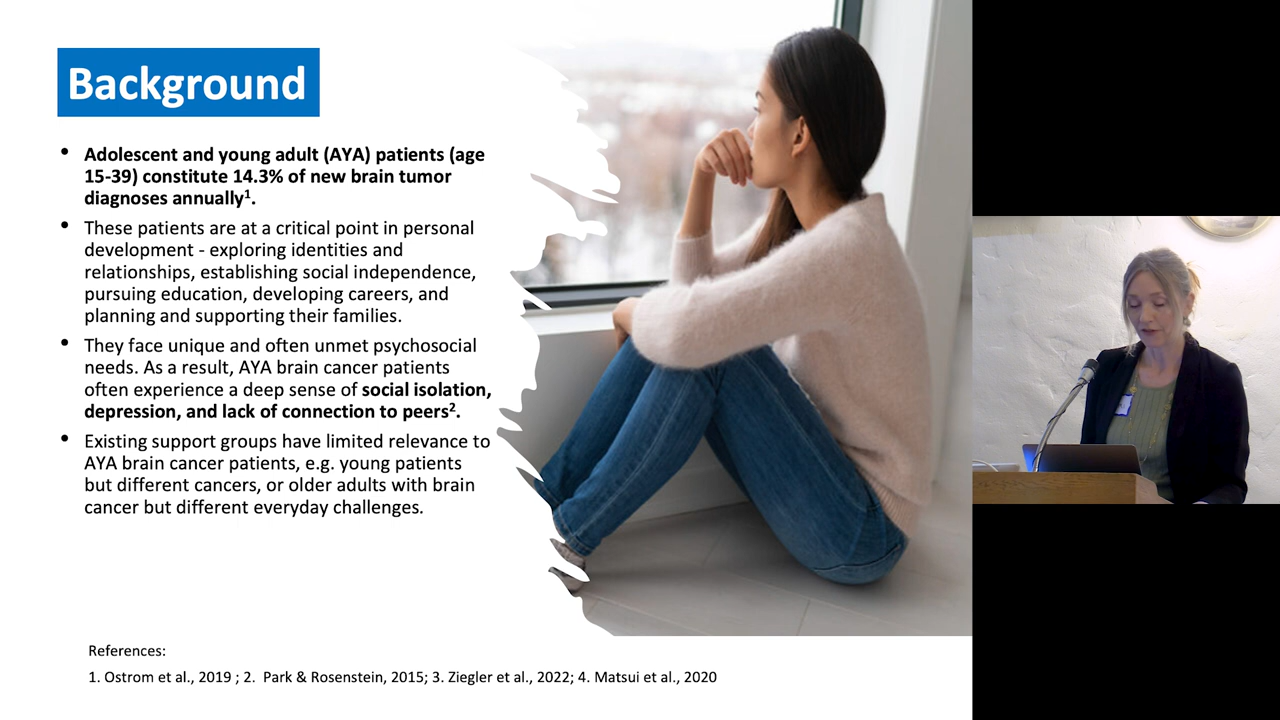 Background
• Adolescent and young adult (AYA) patients (age
15-39) constitute 14.3% of new brain tumor
diagnoses annually1.
• These patients are at a critical point in personal
development - exploring identities and
relationships, establishing social independence,
pursuing education, developing careers, and
planning and supporting their families.
• They face unique and often unmet psychosocial
needs. As a result, AYA brain cancer patients
often experience a deep sense of social isolation,
depression, and lack of connection to peers2.
• Existing support groups have limited relevance to
AYA brain cancer patients, e.g. young patients
but different cancers, or older adults with brain
cancer but different everyday challenges.
References:
1. Ostrom et al., 2019 ; 2. Park & Rosenstein, 2015; 3. Ziegler et al., 2022; 4. Matsui et al., 2020